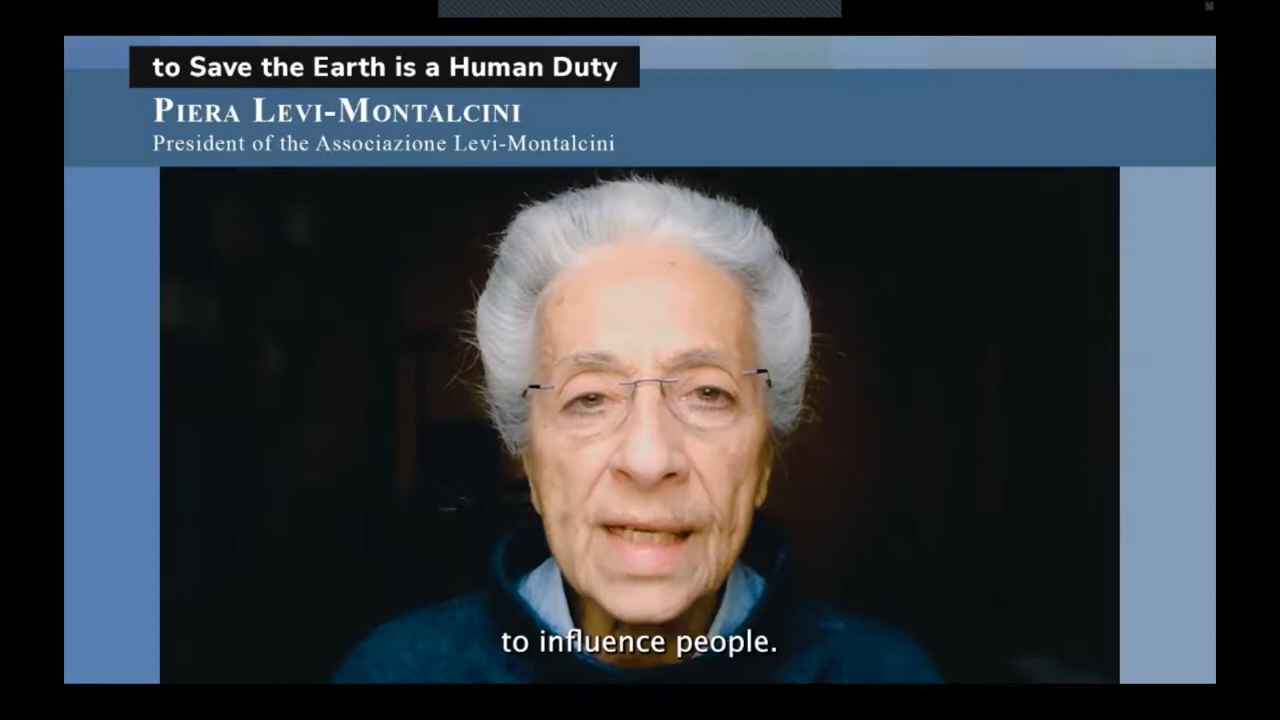 to Save the Earth is a Human Duty
Piera Levi-Montalcini
President of the Associazione Levi-Montalcini
to influence people.